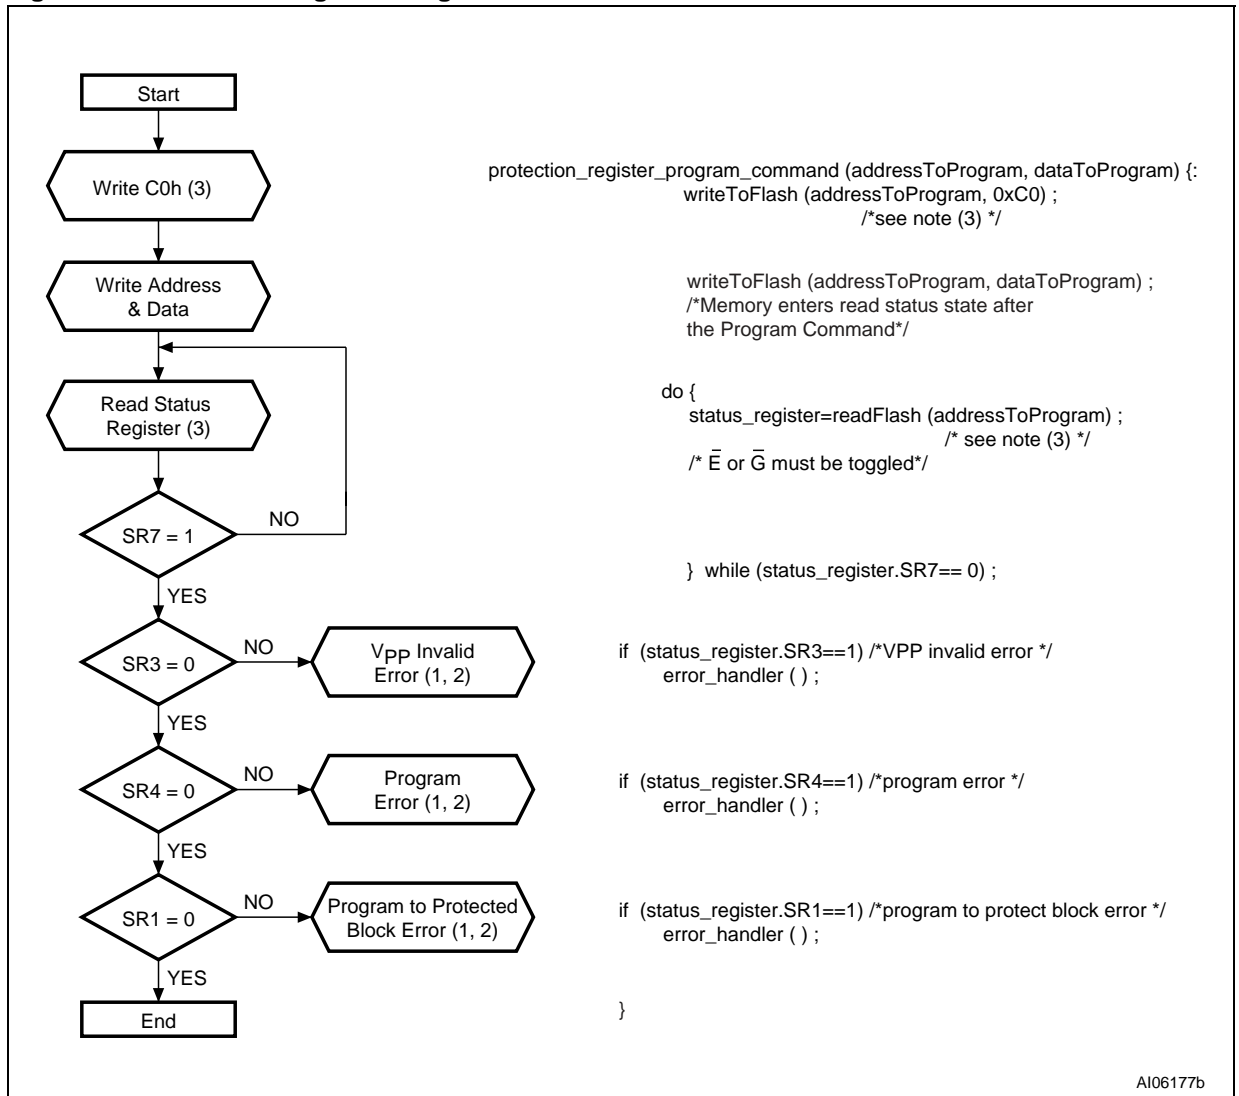 Start
Write C0h (3)
Write Address
& Data
Read Status
Register (3)
SR7 = 1
NO
YES
SR3 = 0
NO
VPP Invalid
Error (1, 2)
YES
SR4 = 0
NO
Program
Error (1, 2)
YES
SR1 = 0
NO
Program to Protected
Block Error (1, 2)
YES
End
protection_register_program_command (addressToProgram, dataToProgram) {:
writeToFlash (addressToProgram, 0xC0) ;
/*see note (3) */
writeToFlash (addressToProgram, dataToProgram) ;
/*Memory enters read status state after
the Program Command*/
do {
status_register=readFlash (addressToProgram) ;
/* see note (3) */
/* E̅ or G̅ must be toggled*/
} while (status_register.SR7== 0) ;
if (status_register.SR3==1) /*VPP invalid error */
error_handler ( ) ;
if (status_register.SR4==1) /*program error */
error_handler ( ) ;
if (status_register.SR1==1) /*program to protect block error */
error_handler ( ) ;
}
AI06177b